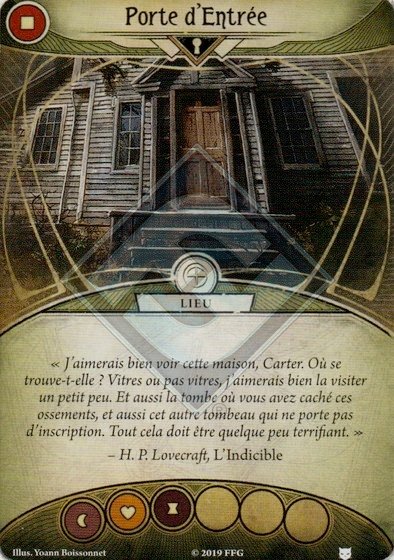 Porte d'Entrée
LIEU
« J'aimerais bien voir cette maison, Carter. Où se
trouve-t-elle ? Vitres ou pas vitres, j'aimerais bien la visiter
un petit peu. Et aussi la tombe où vous avez caché ces
ossements, et aussi cet autre tombeau qui ne porte pas
d'inscription. Tout cela doit être quelque peu terrifiant. »
– H. P. Lovecraft, L'Indicible
Illus. Yoann Boissonnet
© 2019 FFG